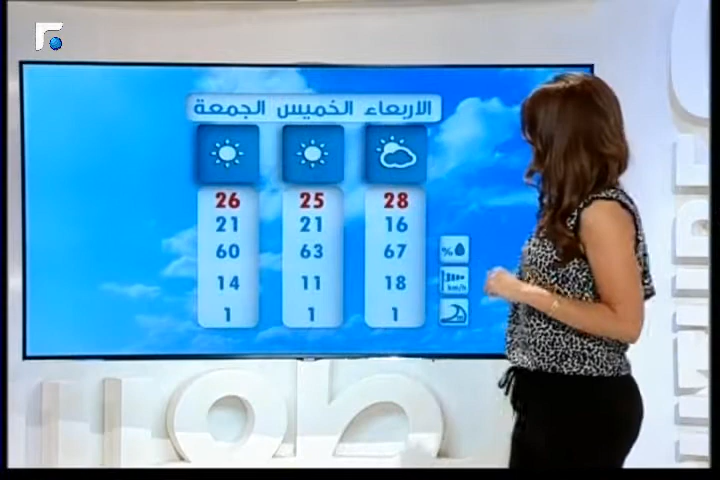 الاربعاء الخميس الجمعة
28 25 26
16 21 21
67 63 60 %
18 11 14 km/h
1 1 1 m
FUTURE